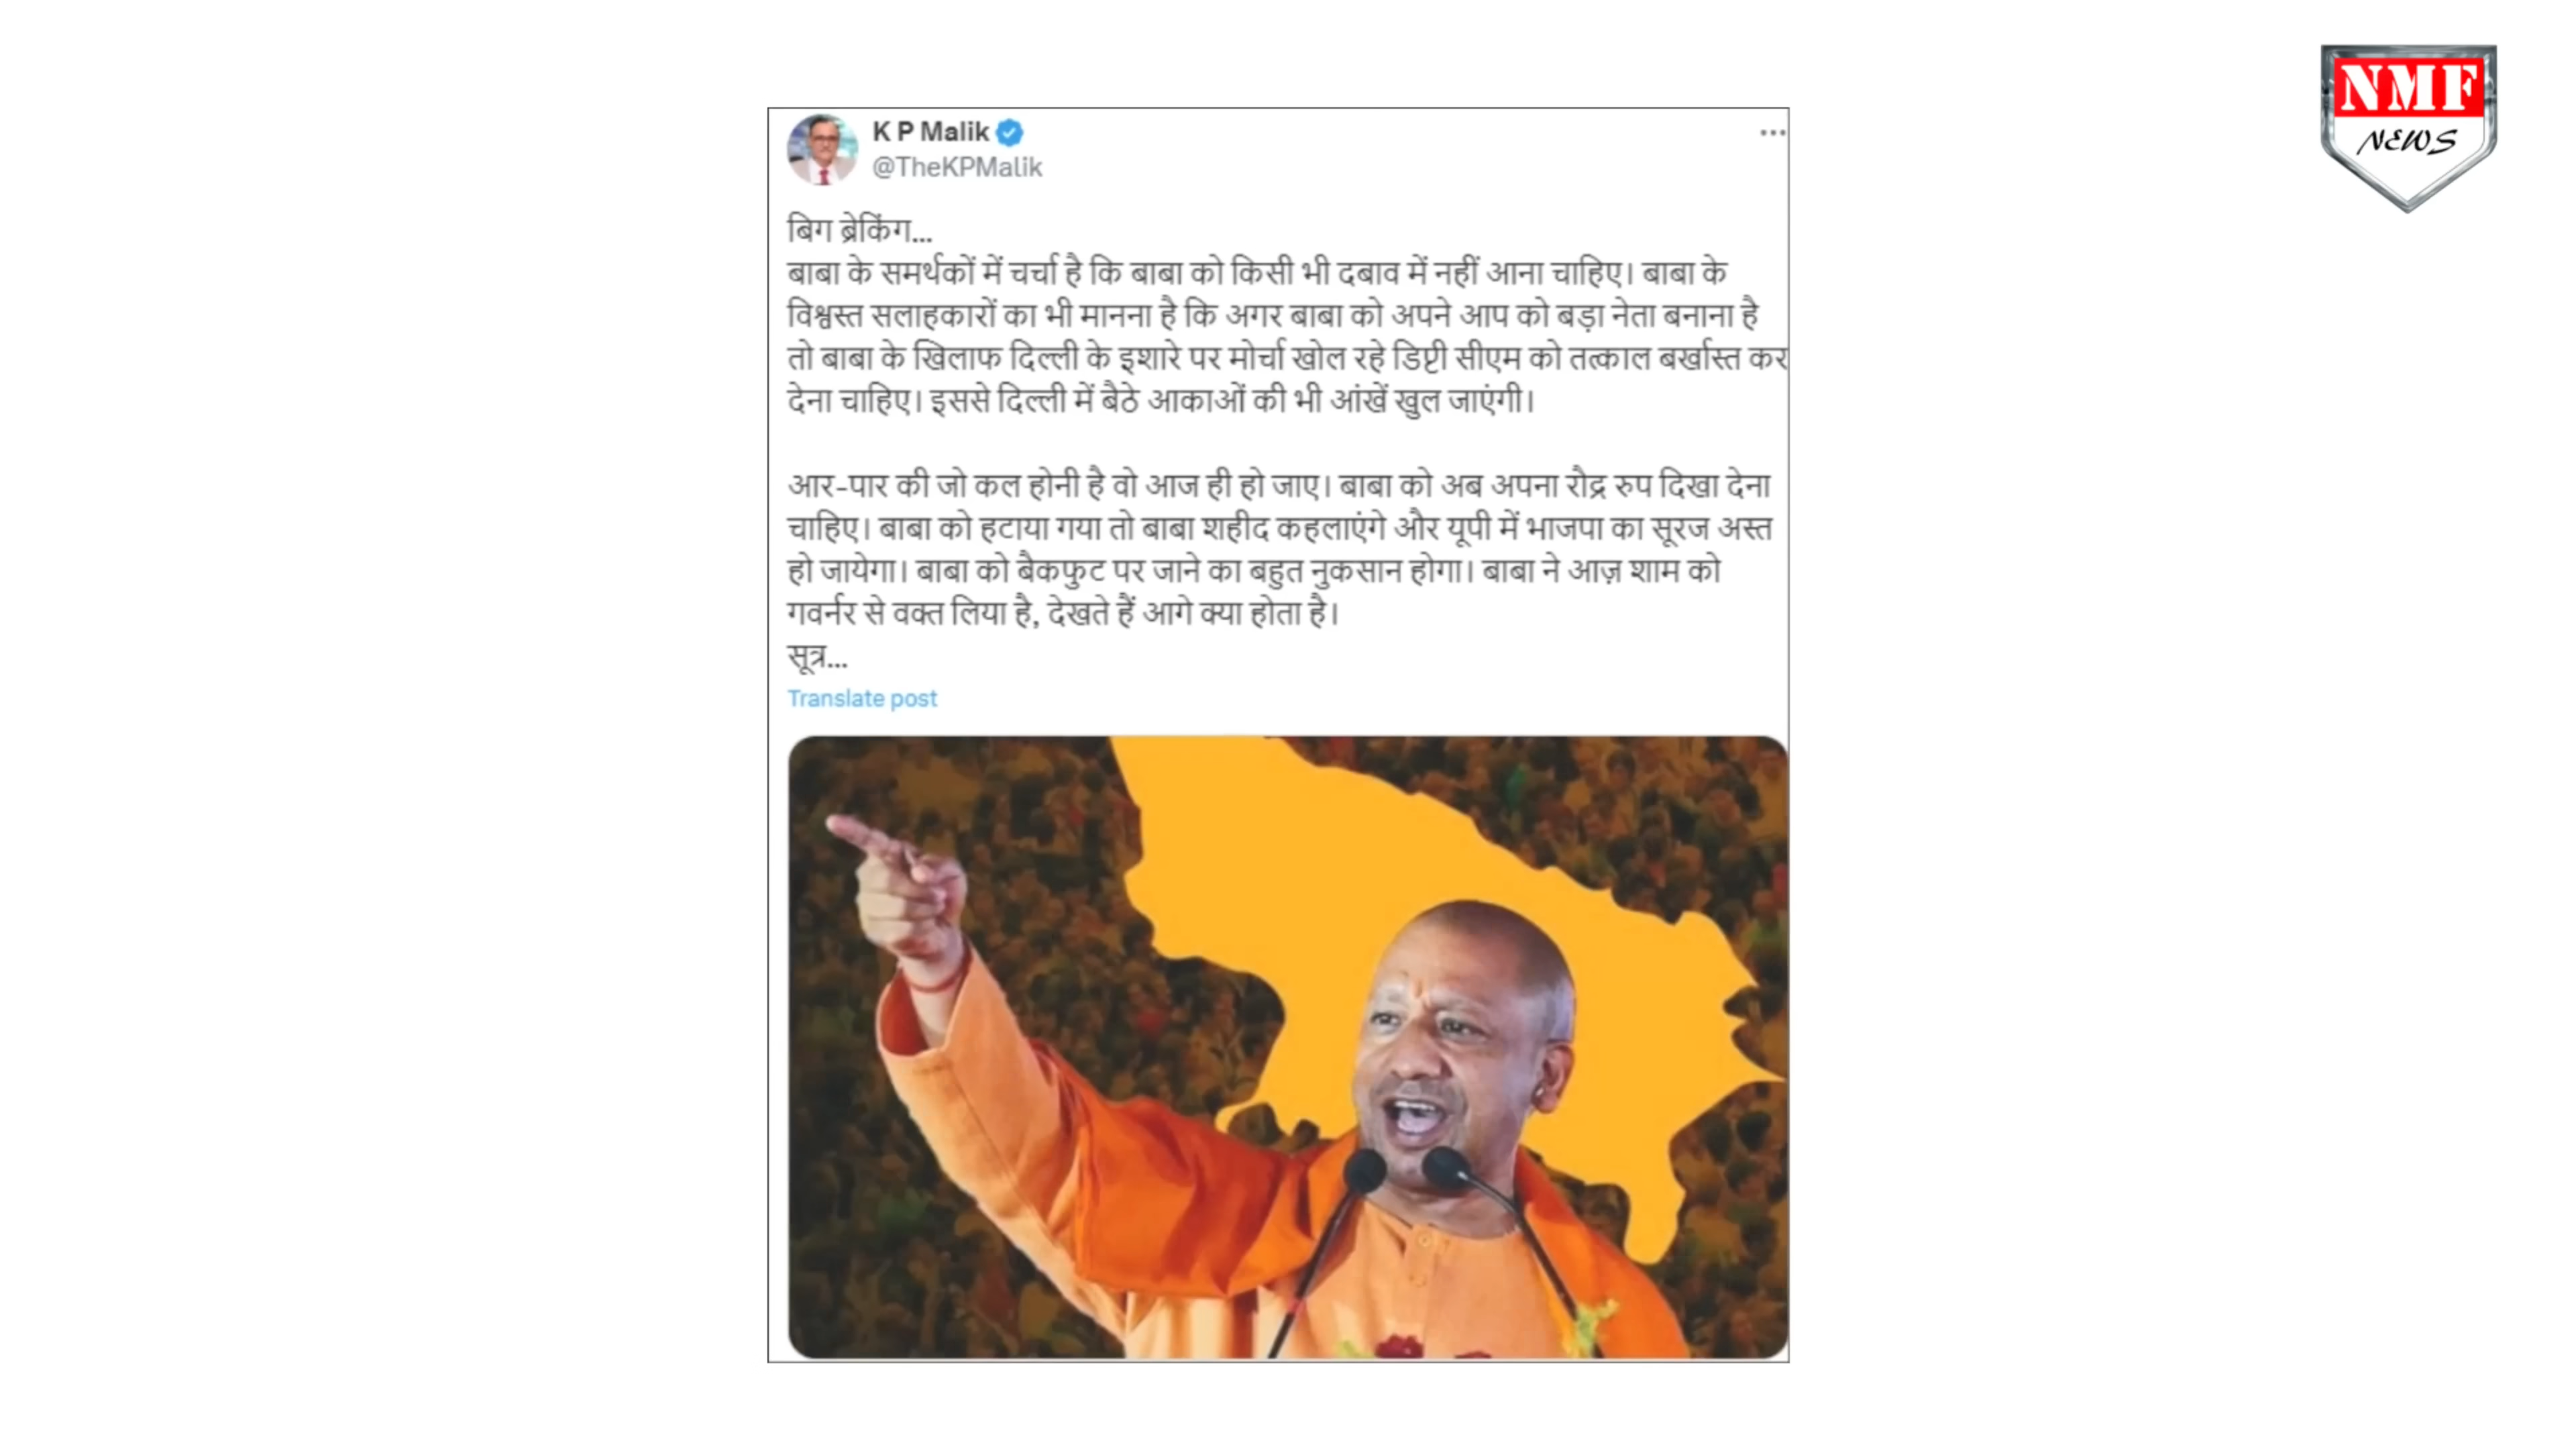 NMF
NEWS
K P Malik
@TheKPMalik
बिग ब्रेकिंग...
बाबा के समर्थकों में चर्चा है कि बाबा को किसी भी दबाव में नहीं आना चाहिए। बाबा के
विश्वस्त सलाहकारों का भी मानना है कि अगर बाबा को अपने आप को बड़ा नेता बनाना है
तो बाबा के खिलाफ दिल्ली के इशारे पर मोर्चा खोल रहे डिप्टी सीएम को तत्काल बर्खास्त कर
देना चाहिए। इससे दिल्ली में बैठे आकाओं की भी आंखें खुल जाएंगी।
आर-पार की जो कल होनी है वो आज ही हो जाए। बाबा को अब अपना रौद्र रुप दिखा देना
चाहिए। बाबा को हटाया गया तो बाबा शहीद कहलाएंगे और यूपी में भाजपा का सूरज अस्त
हो जायेगा। बाबा को बैकफुट पर जाने का बहुत नुकसान होगा। बाबा ने आज़ शाम को
गवर्नर से वक्त लिया है, देखते हैं आगे क्या होता है।
सूत्र...
Translate post